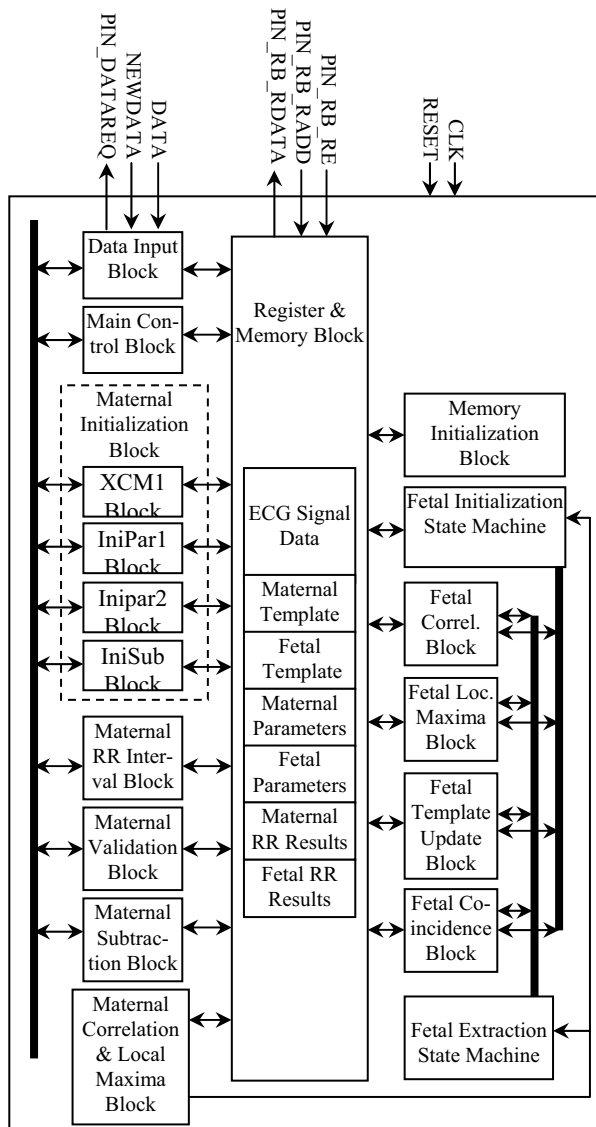 PIN_DATAREQ
NEWDATA
DATA
PIN_RB_RDATA
PIN_RB_RADD
PIN_RB_RE
RESET
CLK
Data Input
Block
Main Con-
trol Block
Maternal
Initialization
Block
XCM1
Block
IniPar1
Block
Inipar2
Block
IniSub
Block
Maternal
RR Inter-
val Block
Maternal
Validation
Block
Maternal
Subtrac-
tion Block
Maternal
Correlation
& Local
Maxima
Block
Register &
Memory Block
ECG Signal
Data
Maternal
Template
Fetal
Template
Maternal
Parameters
Fetal
Parameters
Maternal
RR Results
Fetal RR
Results
Memory
Initialization
Block
Fetal Initialization
State Machine
Fetal
Correl.
Block
Fetal Loc.
Maxima
Block
Fetal
Template
Update
Block
Fetal Co-
incidence
Block
Fetal Extraction
State Machine